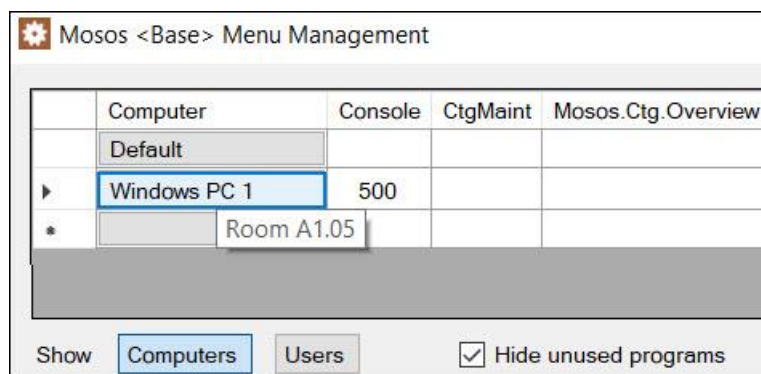 Mosos <Base> Menu Management
Computer Console CtgMaint Mosos.Ctg.Overview
Default
Windows PC 1 500
* Room A1.05
Show Computers Users Hide unused programs